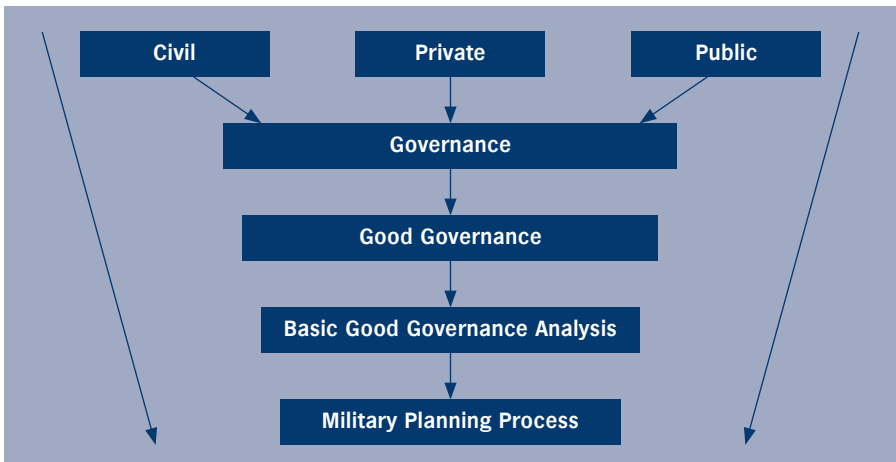 Civil
Private
Public
Governance
Good Governance
Basic Good Governance Analysis
Military Planning Process